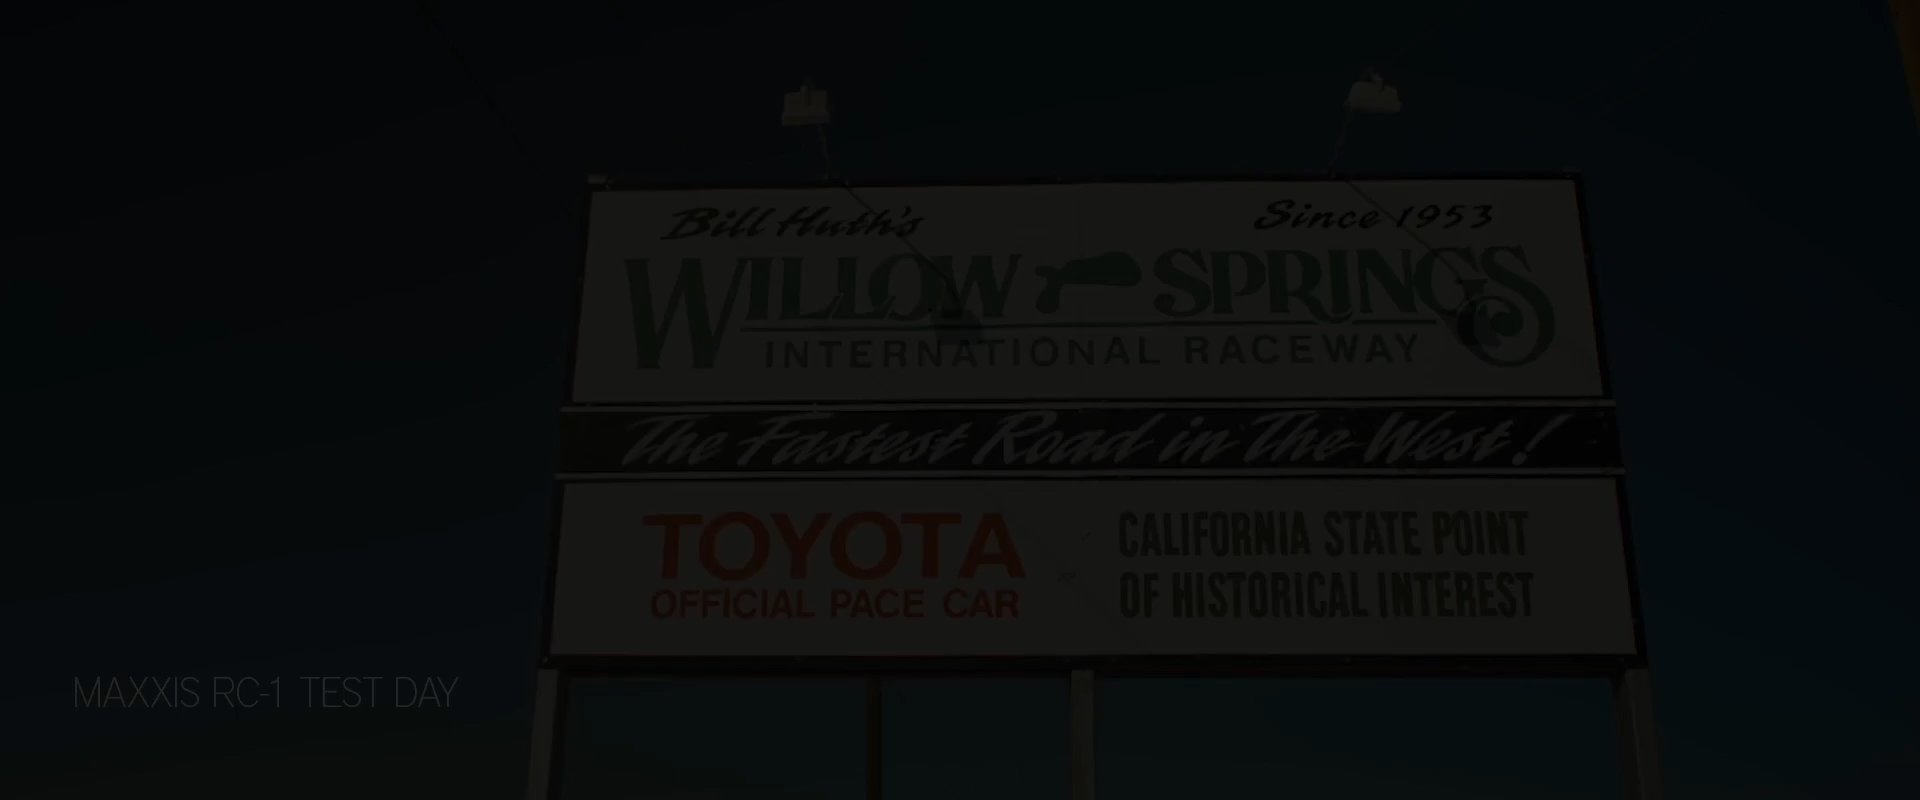 Bill Huth's
Since 1953
WILLOW SPRINGS
INTERNATIONAL RACEWAY
The Fastest Road in The West!
TOYOTA
OFFICIAL PACE CAR
CALIFORNIA STATE POINT
OF HISTORICAL INTEREST
MAXXIS RC-1 TEST DAY